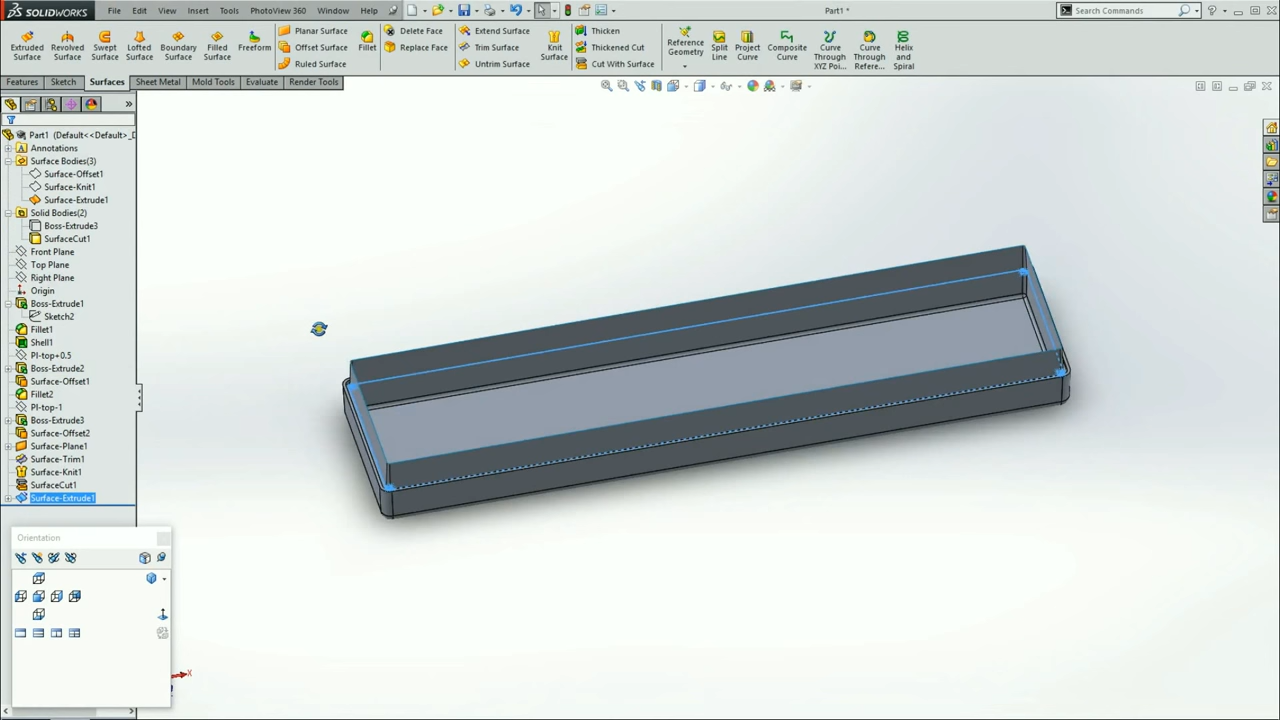 SOLIDWORKS
File Edit View Insert Tools PhotoView 360 Window Help
Part1 *
Search Commands
Extruded Surface
Revolved Surface
Swept Surface
Lofted Surface
Boundary Surface
Filled Surface
Freeform
Planar Surface
Offset Surface
Ruled Surface
Fillet
Delete Face
Replace Face
Extend Surface
Trim Surface
Untrim Surface
Knit Surface
Thicken
Thickened Cut
Cut With Surface
Reference Geometry
Split Line
Project Curve
Composite Curve
Curve Through XYZ Poi...
Curve Through Refere...
Helix and Spiral
Features Sketch Surfaces Sheet Metal Mold Tools Evaluate Render Tools
Part1 (Default<<Default>_D
Annotations
Surface Bodies(3)
Surface-Offset1
Surface-Knit1
Surface-Extrude1
Solid Bodies(2)
Boss-Extrude3
SurfaceCut1
Front Plane
Top Plane
Right Plane
Origin
Boss-Extrude1
Sketch2
Fillet1
Shell1
Pl-top+0.5
Boss-Extrude2
Surface-Offset1
Fillet2
Pl-top-1
Boss-Extrude3
Surface-Offset2
Surface-Plane1
Surface-Trim1
Surface-Knit1
SurfaceCut1
Surface-Extrude1
Orientation
X